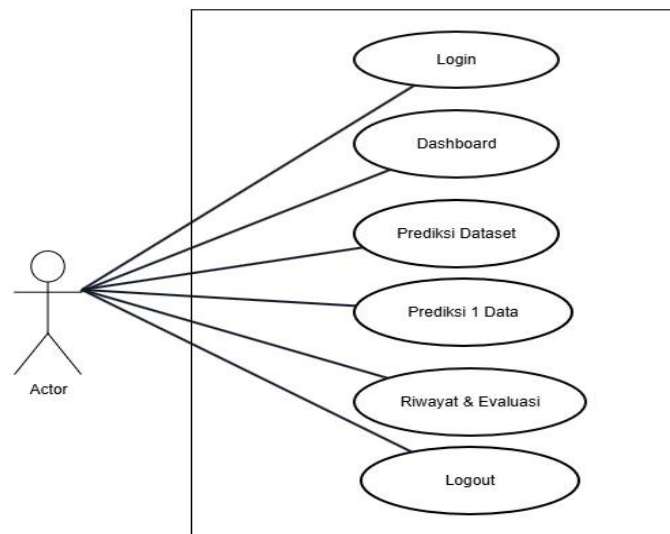 Login
Dashboard
Prediksi Dataset
Prediksi 1 Data
Actor
Riwayat & Evaluasi
Logout